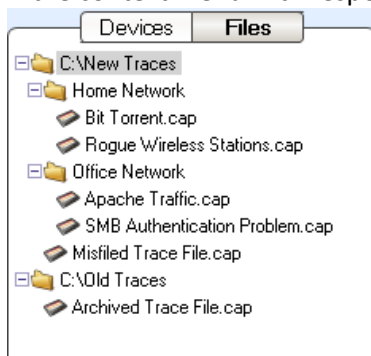 Devices Files
C:\New Traces
Home Network
Bit Torrent.cap
Rogue Wireless Stations.cap
Office Network
Apache Traffic.cap
SMB Authentication Problem.cap
Misfiled Trace File.cap
C:\Old Traces
Archived Trace File.cap